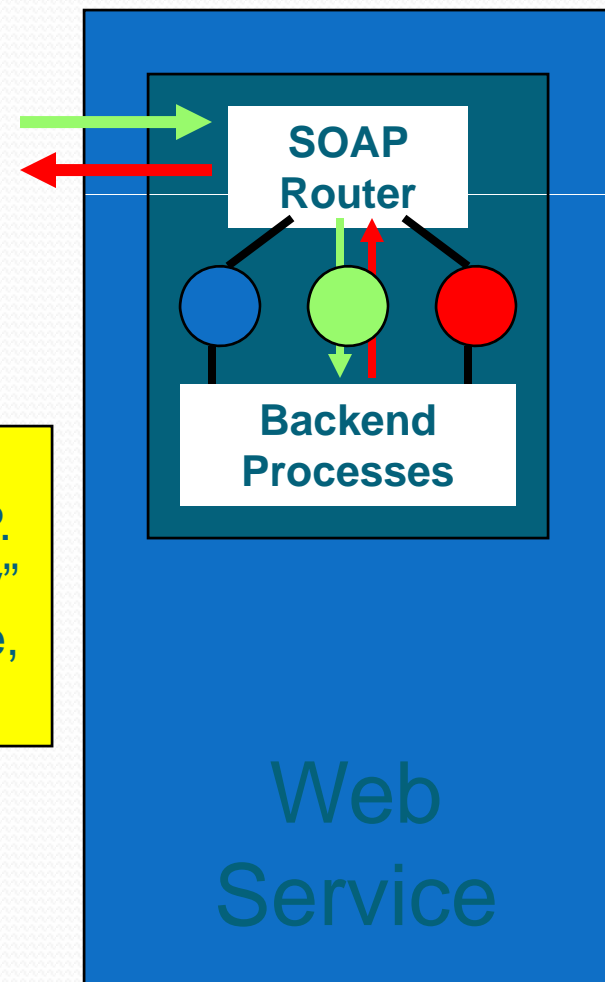 SOAP
Router
Backend
Processes
.
”
,
Web
Service